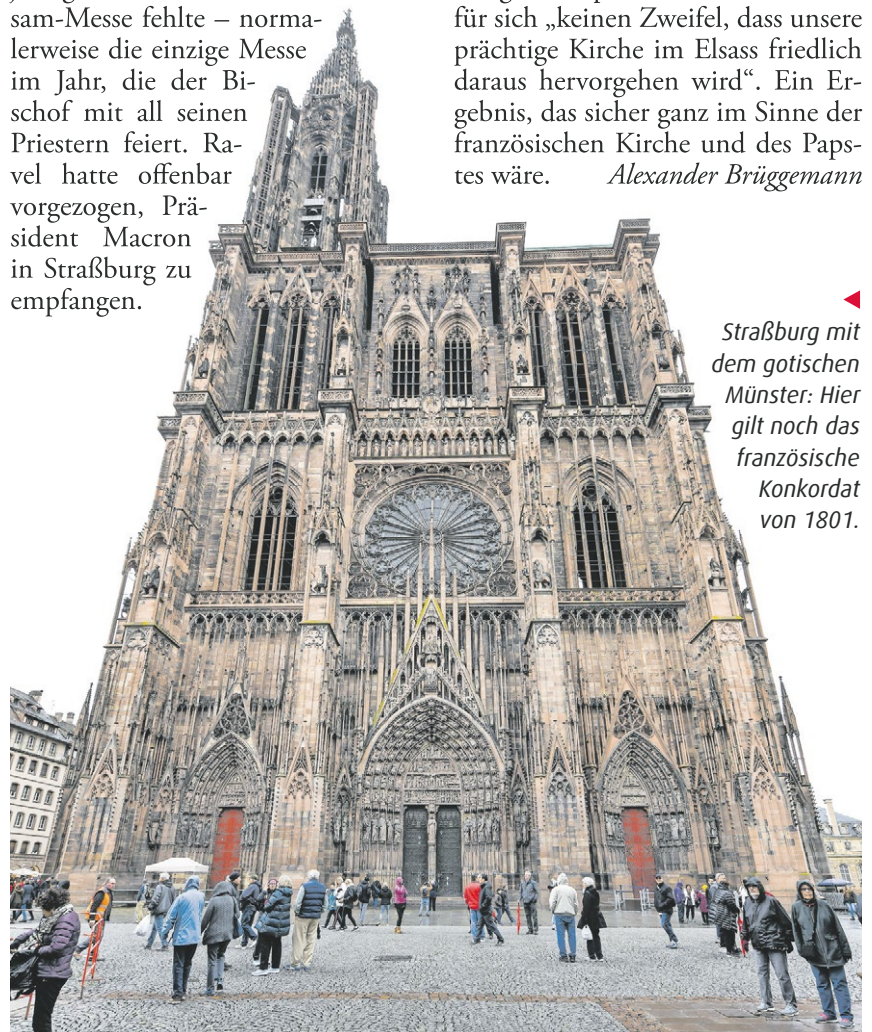 sam-Messe fehlte – norma-
lerweise die einzige Messe
im Jahr, die der Bi-
schof mit all seinen
Priestern feiert. Ra-
vel hatte offenbar
vorgezogen, Prä-
sident Macron
in Straßburg zu
empfangen.
für sich „keinen Zweifel, dass unsere
prächtige Kirche im Elsass friedlich
daraus hervorgehen wird“. Ein Er-
gebnis, das sicher ganz im Sinne der
französischen Kirche und des Paps-
tes wäre. Alexander Brüggemann
Straßburg mit
dem gotischen
Münster: Hier
gilt noch das
französische
Konkordat
von 1801.